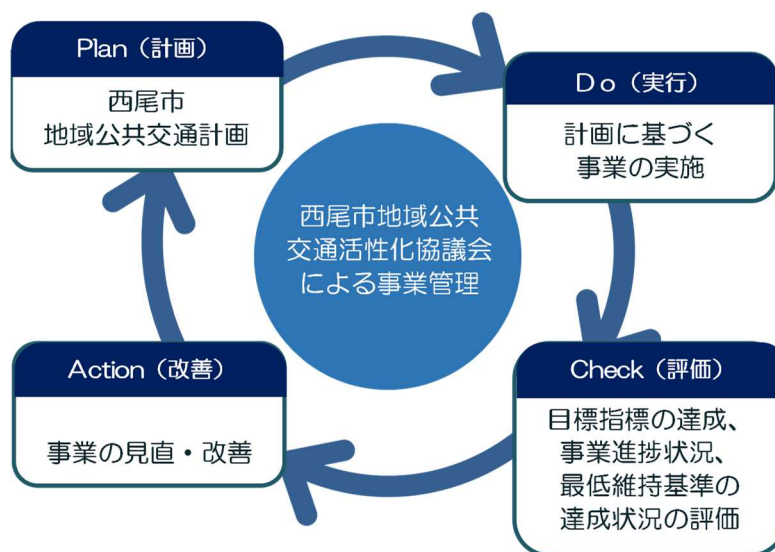 Plan（計画）
西尾市
地域公共交通計画
Do（実行）
計画に基づく
事業の実施
西尾市地域公共
交通活性化協議会
による事業管理
Action（改善）
事業の見直・改善
Check（評価）
目標指標の達成、
事業進捗状況、
最低維持基準の
達成状況の評価